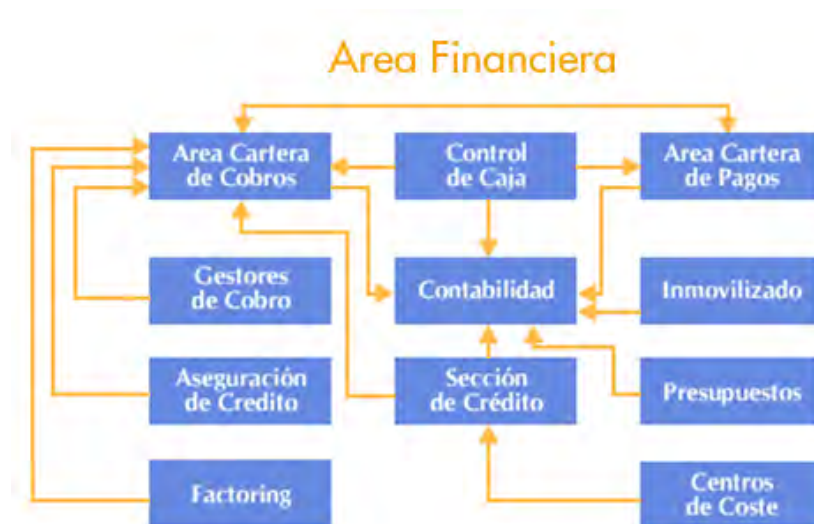 Area Financiera
Area Cartera
de Cobros
Control
de Caja
Area Cartera
de Pagos
Gestores
de Cobro
Contabilidad
Inmovilizado
Aseguración
de Credito
Sección
de Crédito
Presupuestos
Factoring
Centros
de Coste